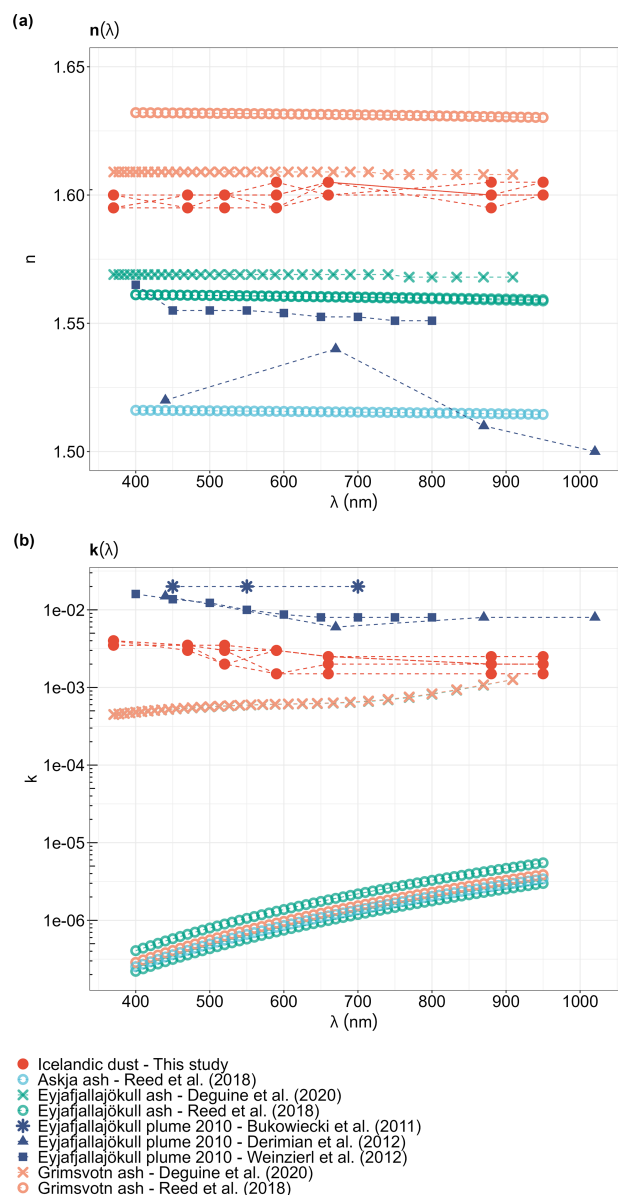 (a)
n(λ)
1.65
1.60
1.55
1.50
n
400 500 600 700 800 900 1000
λ (nm)
(b)
k(λ)
1e-02
1e-03
1e-04
1e-05
1e-06
k
400 500 600 700 800 900 1000
λ (nm)
Icelandic dust - This study
Askja ash - Reed et al. (2018)
Eyjafjallajökull ash - Deguine et al. (2020)
Eyjafjallajökull ash - Reed et al. (2018)
Eyjafjallajökull plume 2010 - Bukowiecki et al. (2011)
Eyjafjallajökull plume 2010 - Derimian et al. (2012)
Eyjafjallajökull plume 2010 - Weinzierl et al. (2012)
Grimsvotn ash - Deguine et al. (2020)
Grimsvotn ash - Reed et al. (2018)